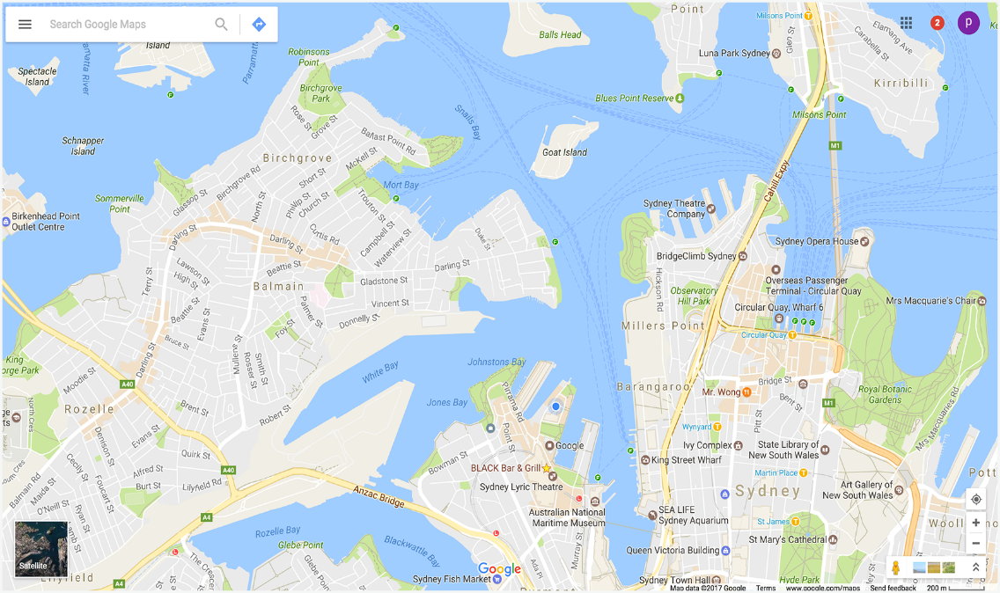 Search Google Maps
Point
Milsons Point
2
p
Elamang Ave
Carabella St
Glen St
Balls Head
Luna Park Sydney
Kirribilli
Island
Robinsons
Point
Spectacle
Island
Birchgrove
Park
Blues Point Reserve
Milsons Point
Snails Bay
Rose St
Grove St
Ballast Point Rd
M1
Schnapper
Island
Goat Island
Birchgrove
McKell St
Cahill Expy
Short St
Birchgrove Rd
Mort Bay
Sommerville
Point
Glassop St
North St
Phillip St
Church St
Trouton St
Campbell St
Waterview St
Sydney Theatre
Company
Birkenhead Point
Outlet Centre
Darling St
Darling St
Curtis Rd
Duke St
Sydney Opera House
BridgeClimb Sydney
Lawson St
High St
Beattie St
Darling St
Gladstone St
Hickson Rd
Overseas Passenger
Terminal - Circular Quay
Observatory
Hill Park
Terry St
Balmain
Vincent St
Palmer St
Donnelly St
Circular Quay, Wharf 6
Mrs Macquarie's Chair
Beattie St
Evans St
Foy St
Millers Point
Circular Quay
Bruce St
Mullens St
Smith St
Rosser St
King
George Park
Moodie St
Darling St
White Bay
Johnstons Bay
A40
Barangaroo
Bridge St
Mr. Wong
Bent St
Royal Botanic
Gardens
Pirrama Rd
Jones Bay
M1
Rozelle
Brent St
Robert St
Mrs Macquaries Rd
Pitt St
Wynyard
North Cres
Denison St
Evans St
Point St
Google
Ivy Complex
State Library of
New South Wales
Quirk St
Bowman St
King Street Wharf
Cecily St
Foucart St
Alfred St
A40
BLACK Bar & Grill
Martin Place
Balmain Rd
Maida St
Burt St
Lilyfield Rd
Sydney Lyric Theatre
Sydney
Art Gallery of
New South Wales
Anzac Bridge
O'Neill St
Ryan St
A4
Australian National
Maritime Museum
SEA LIFE
Sydney Aquarium
St James
Rozelle Bay
Glebe Point
Blackwattle Bay
St Mary's Cathedral
Murray St
Queen Victoria Building
Satellite
The Crescent
Google
Sydney Fish Market
Ada Pl
Hyde Park
Lilyfield
A4
Sydney Town Hall
Map data ©2017 Google
Terms
www.google.com/maps
Send feedback
200 m